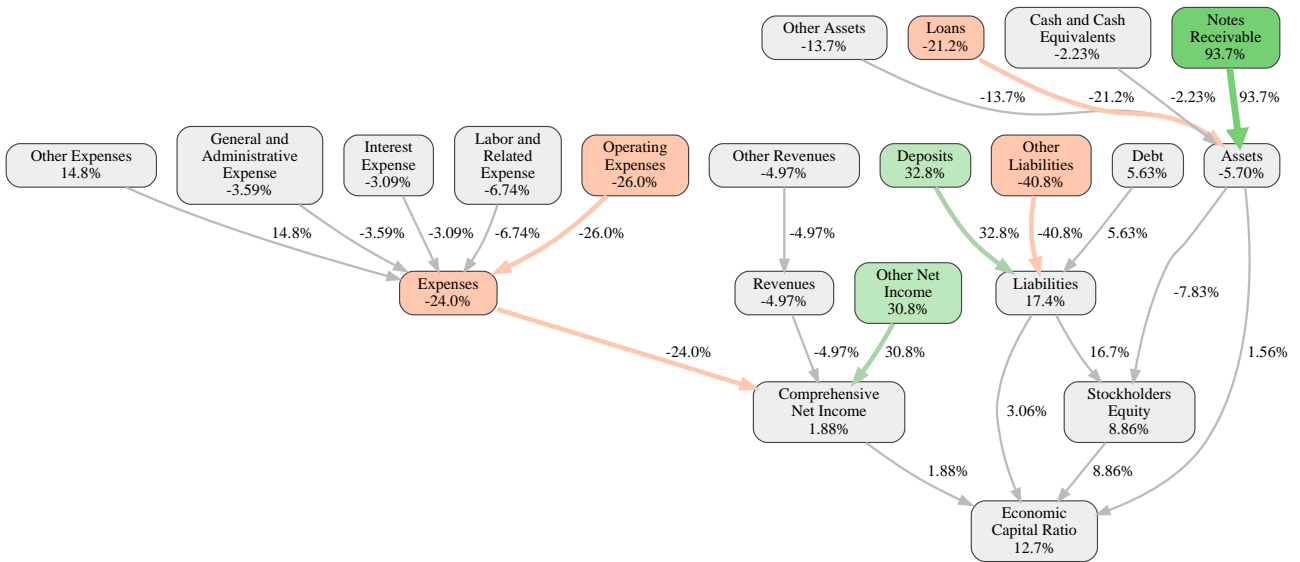 Other Assets
-13.7%
Loans
-21.2%
Cash and Cash
Equivalents
-2.23%
Notes
Receivable
93.7%
-13.7%
-21.2%
-2.23%
93.7%
Other Expenses
14.8%
General and
Administrative
Expense
-3.59%
Interest
Expense
-3.09%
Labor and
Related
Expense
-6.74%
Operating
Expenses
-26.0%
Other Revenues
-4.97%
Deposits
32.8%
Other
Liabilities
-40.8%
Debt
5.63%
Assets
-5.70%
14.8%
-3.59%
-3.09%
-6.74%
-26.0%
-4.97%
32.8%
-40.8%
5.63%
Expenses
-24.0%
Revenues
-4.97%
Other Net
Income
30.8%
Liabilities
17.4%
-7.83%
-24.0%
-4.97%
30.8%
16.7%
1.56%
Comprehensive
Net Income
1.88%
3.06%
Stockholders
Equity
8.86%
1.88%
8.86%
Economic
Capital Ratio
12.7%